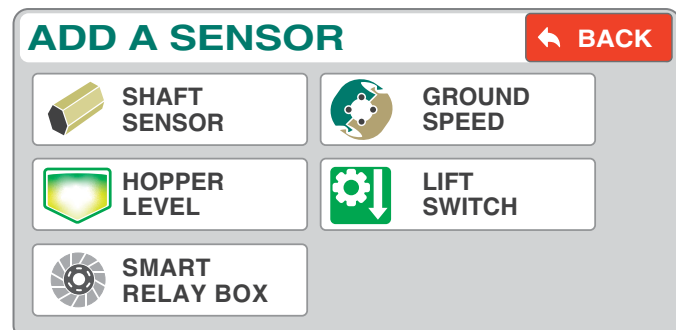 ADD A SENSOR
BACK
SHAFT
SENSOR
GROUND
SPEED
HOPPER
LEVEL
LIFT
SWITCH
SMART
RELAY BOX